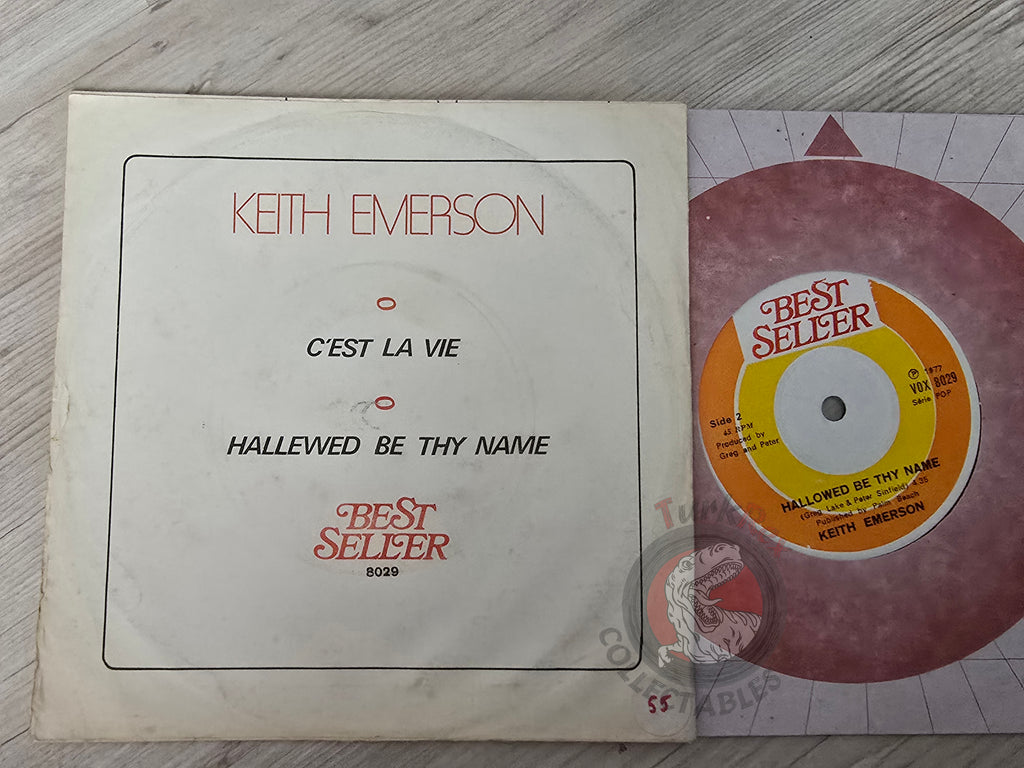 KEITH EMERSON
O
C'EST LA VIE
O
HALLEWED BE THY NAME
BEST
SELLER
8029
55
BEST
SELLER
℗ 1977
VOX 8029
Série POP
Side 2
45 RPM
Produced by
Greg and Peter
HALLOWED BE THY NAME
(Greg Lake & Peter Sinfield) 4.35
Published by Palm Beach
KEITH EMERSON
COLLECTABLES